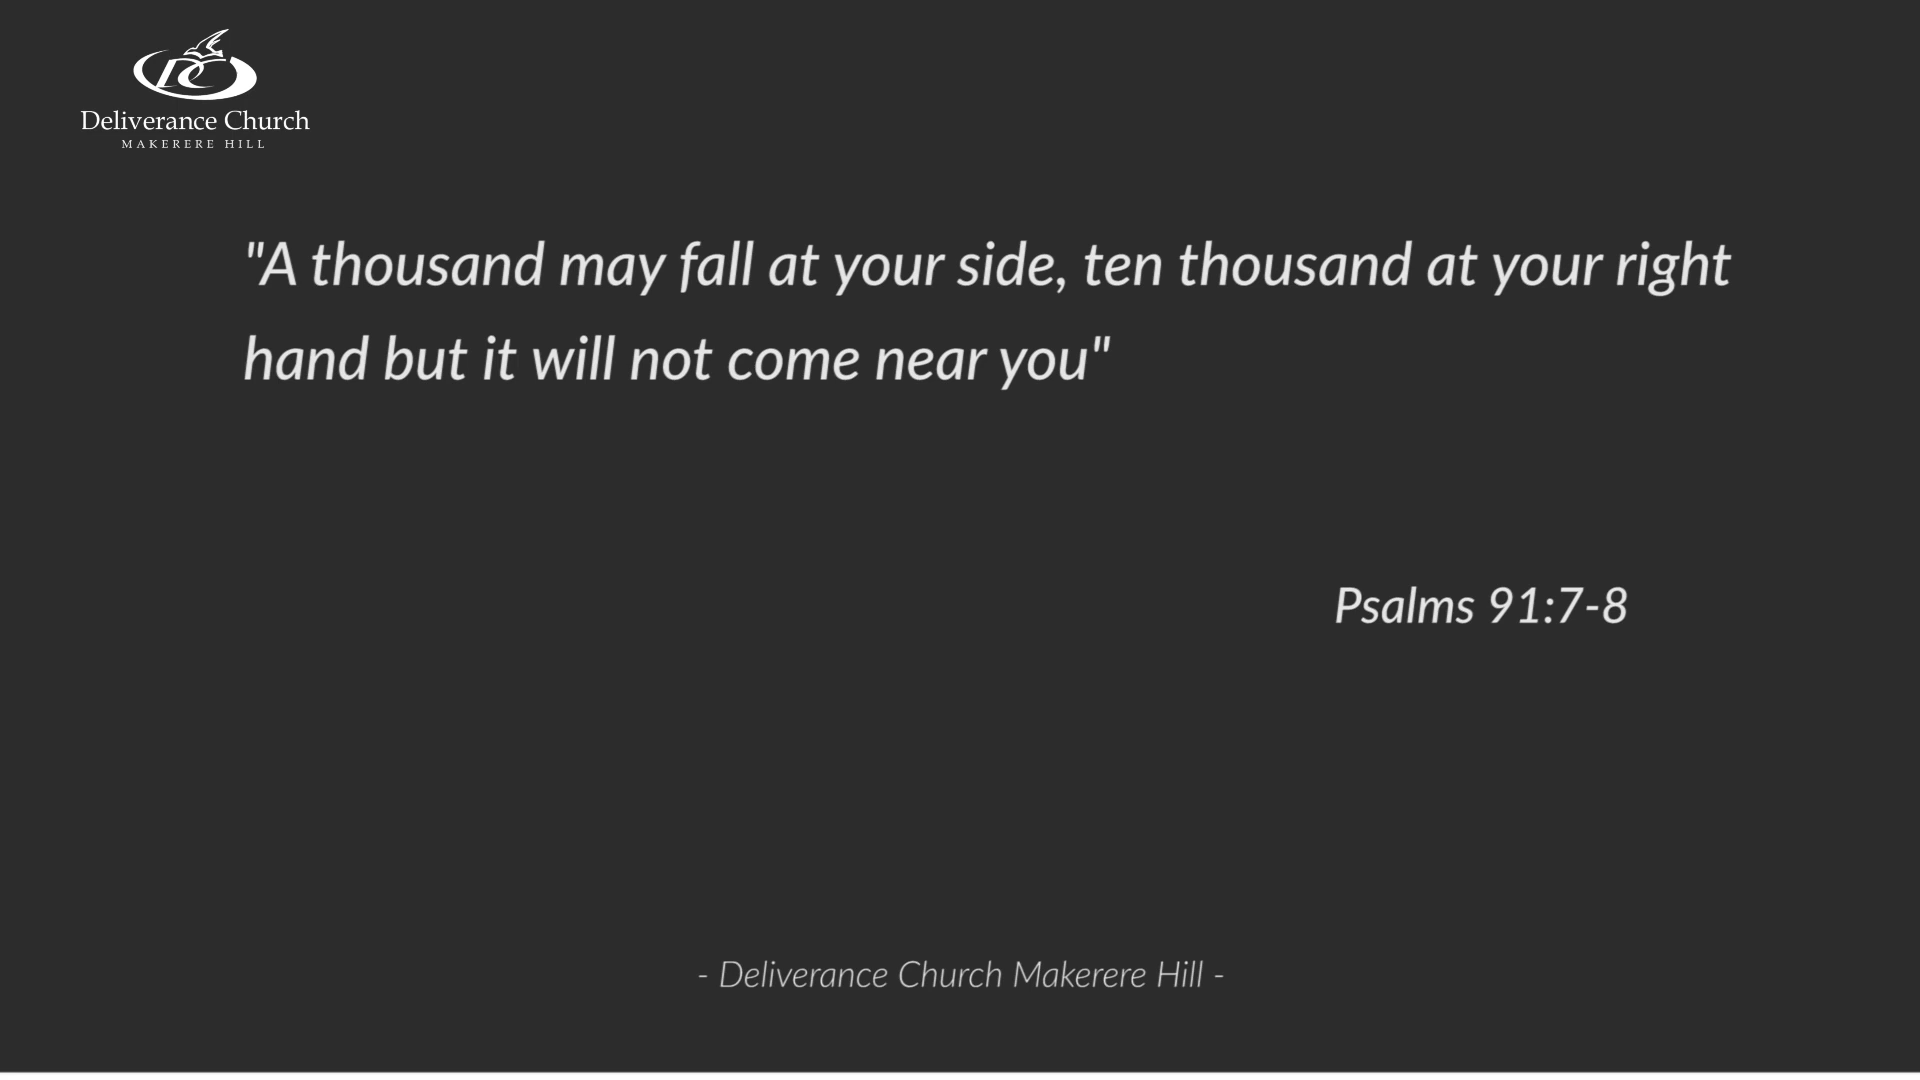 DC
Deliverance Church
MAKERERE HILL
"A thousand may fall at your side, ten thousand at your right
hand but it will not come near you"
Psalms 91:7-8
- Deliverance Church Makerere Hill -